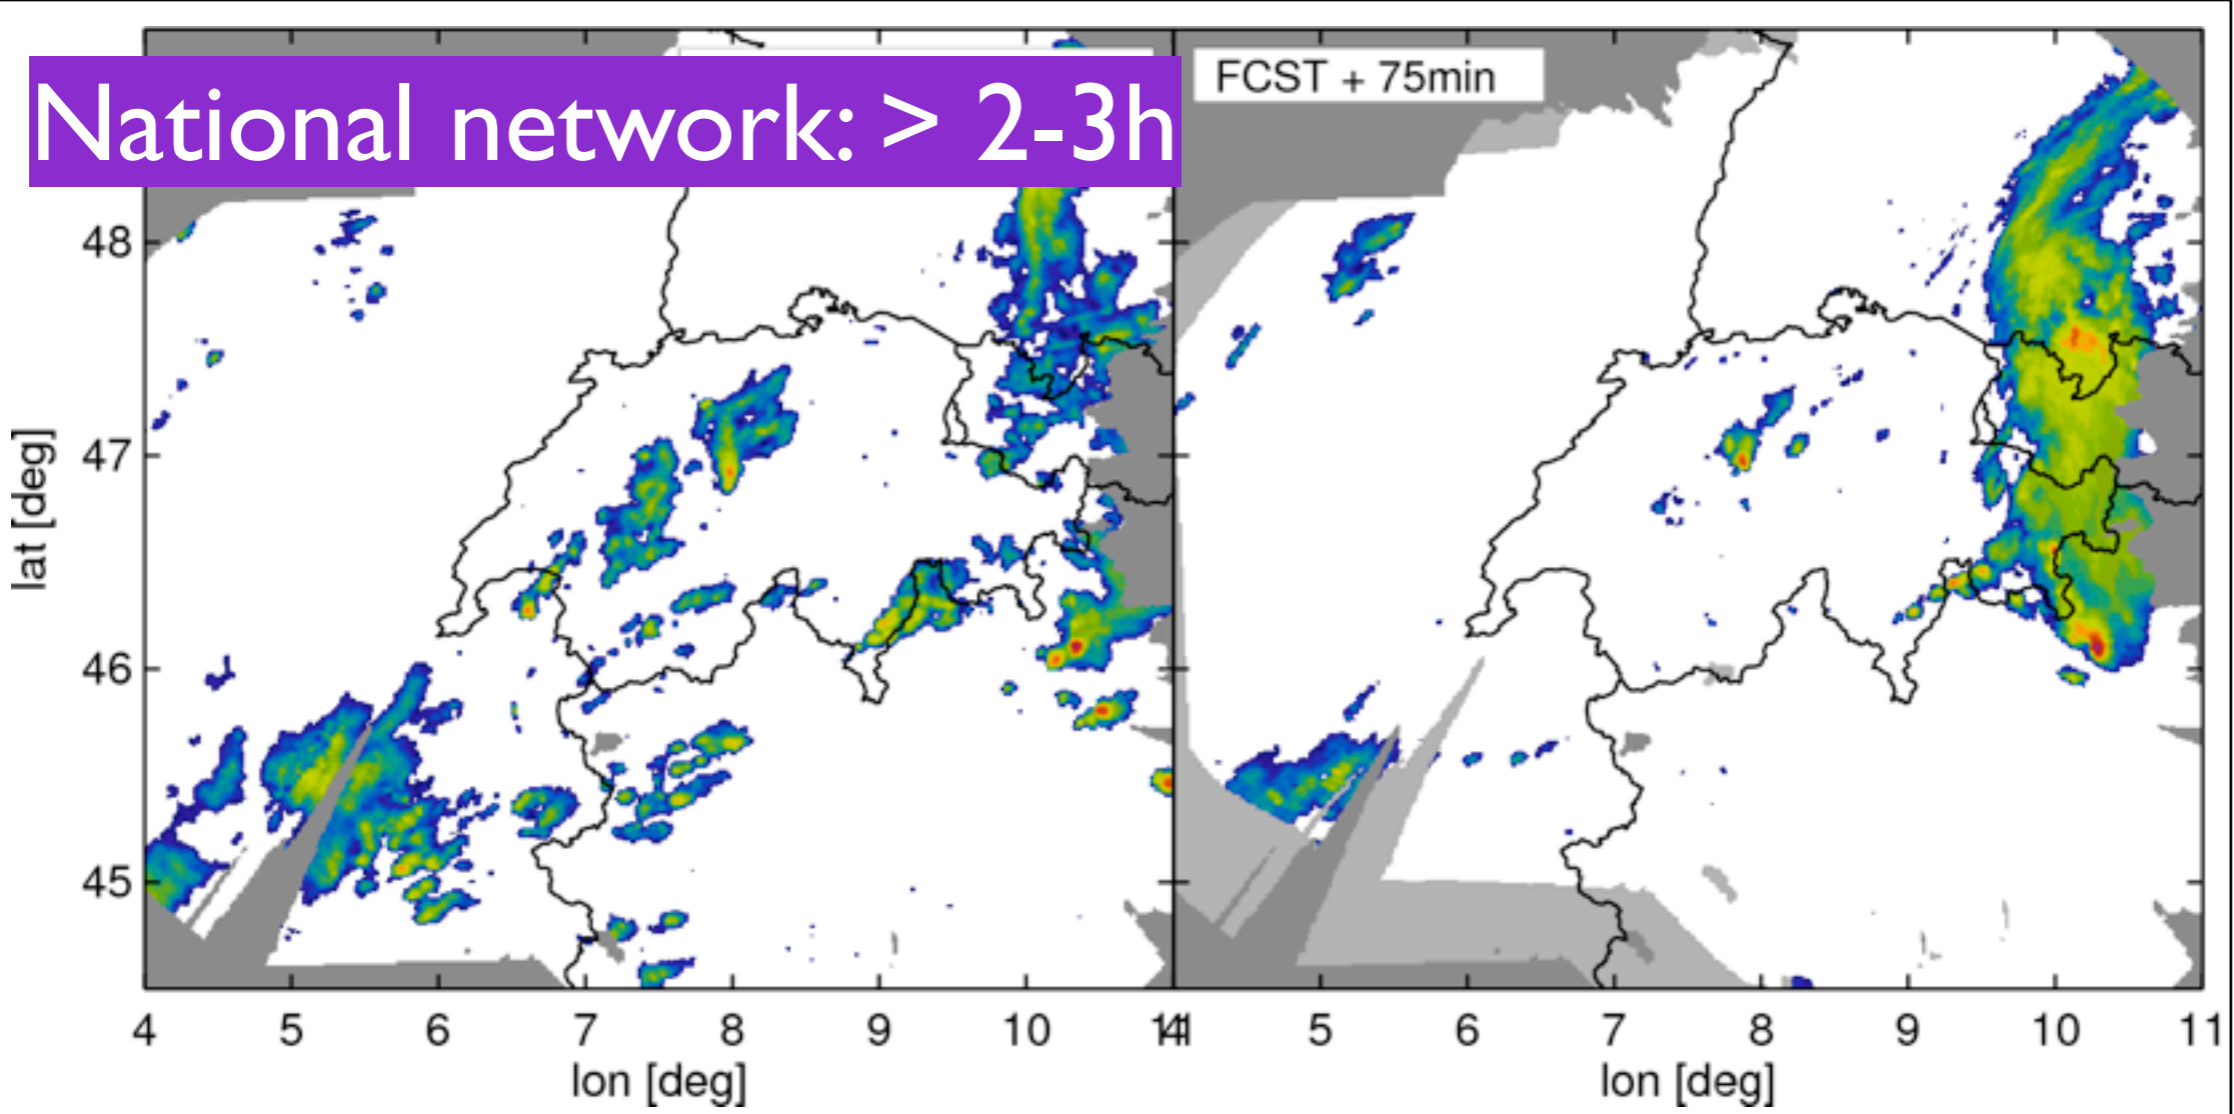 National network: > 2-3h
FCST + 75min
48
47
46
45
lat [deg]
4 5 6 7 8 9 10 11
4 5 6 7 8 9 10 11
lon [deg]
lon [deg]